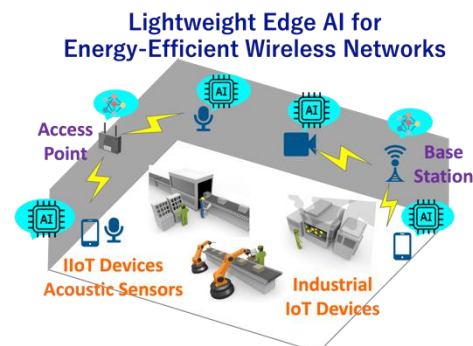 Lightweight Edge AI for
Energy-Efficient Wireless Networks
AI
AI
Access
Point
Base
Station
AI
AI
IIoT Devices
Acoustic Sensors
Industrial
IoT Devices